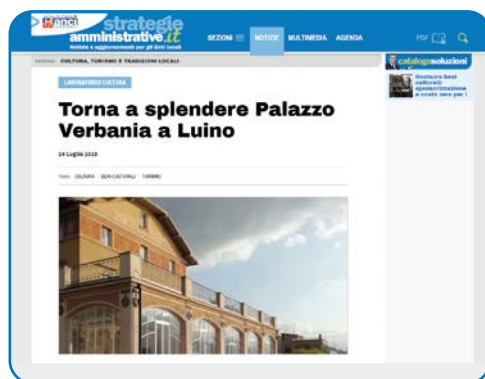 anci
strategie
amministrative.it
Notizie e aggiornamenti per gli Enti locali
SEZIONI NOTIZIE MULTIMEDIA AGENDA PDF
CULTURA, TURISMO E TRADIZIONI LOCALI
catalogosoluzioni
LABORATORIO CULTURA
Restauro beni
culturali:
sponsorizzazione
a costo zero per i
Torna a splendere Palazzo
Verbania a Luino
24 Luglio 2019
CULTURA BENI CULTURALI TURISMO